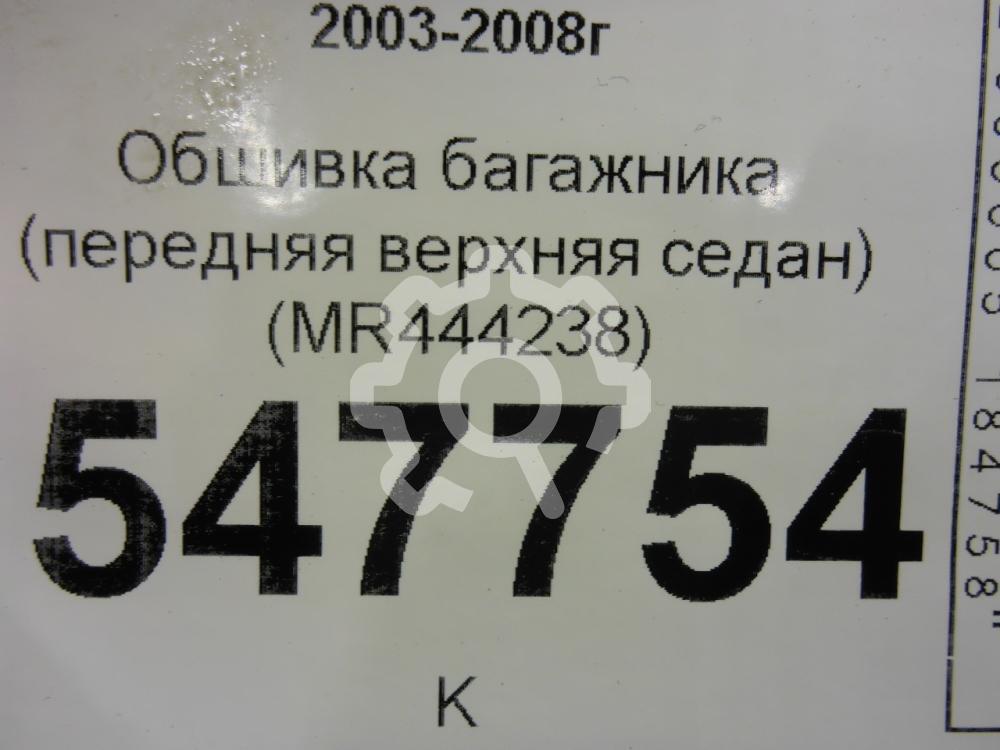 2003-2008г
Обшивка багажника
(передняя верхняя седан)
(MR444238)
547754
К